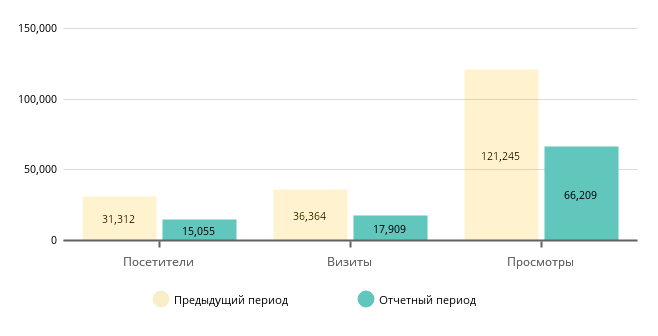 150,000
100,000
50,000
0
121,245
66,209
31,312
15,055
36,364
17,909
Посетители
Визиты
Просмотры
Предыдущий период
Отчетный период